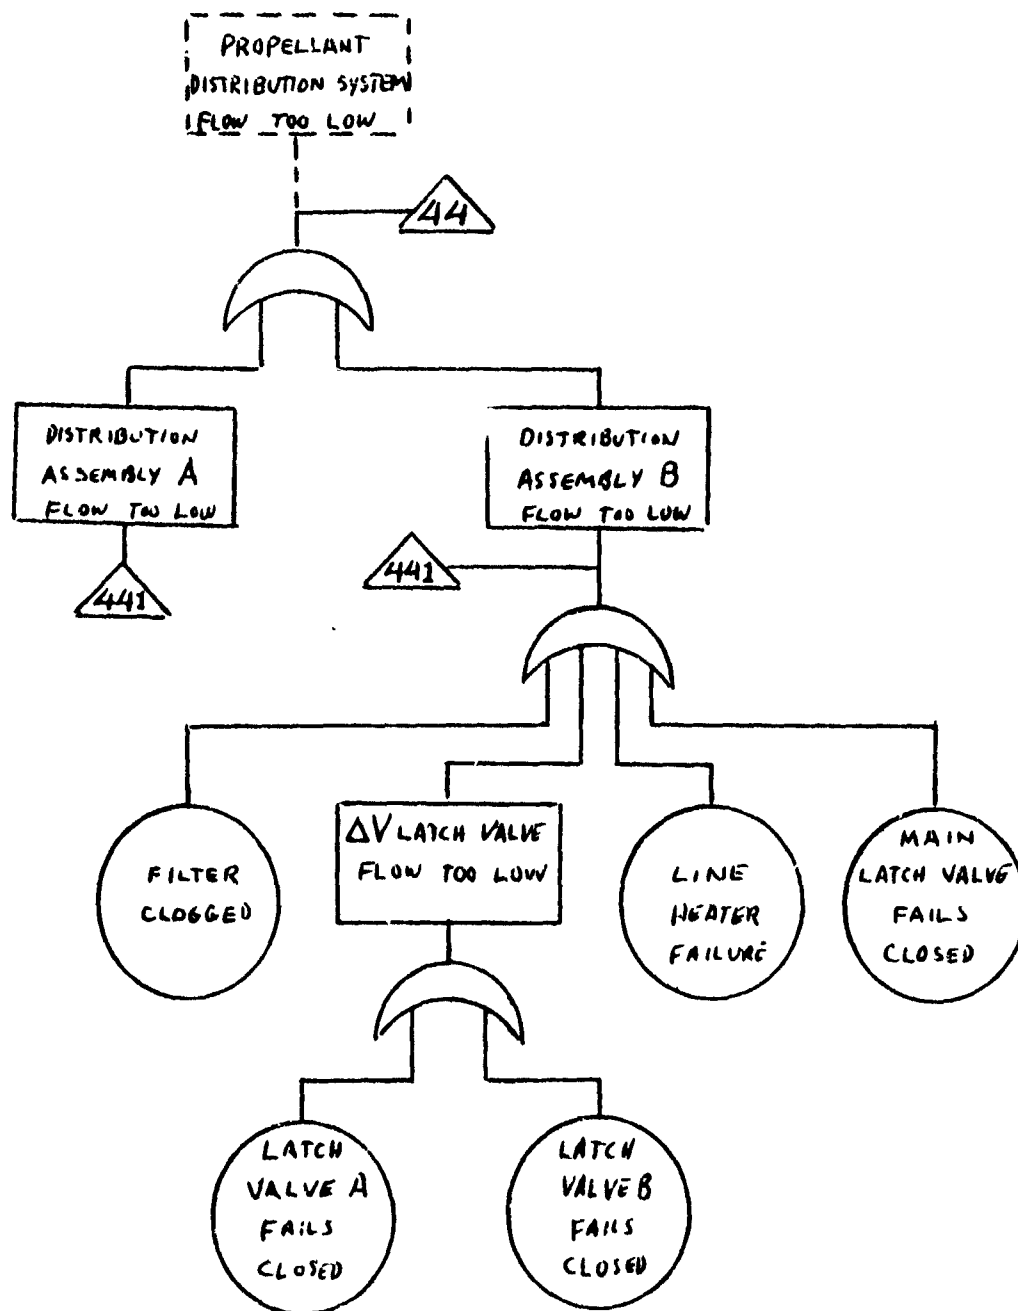 PROPELLANT
DISTRIBUTION SYSTEM
FLOW TOO LOW
44
DISTRIBUTION
ASSEMBLY A
FLOW TOO LOW
441
DISTRIBUTION
ASSEMBLY B
FLOW TOO LOW
441
FILTER
CLOGGED
ΔV LATCH VALVE
FLOW TOO LOW
LINE
HEATER
FAILURE
MAIN
LATCH VALVE
FAILS
CLOSED
LATCH
VALVE A
FAILS
CLOSED
LATCH
VALVE B
FAILS
CLOSED